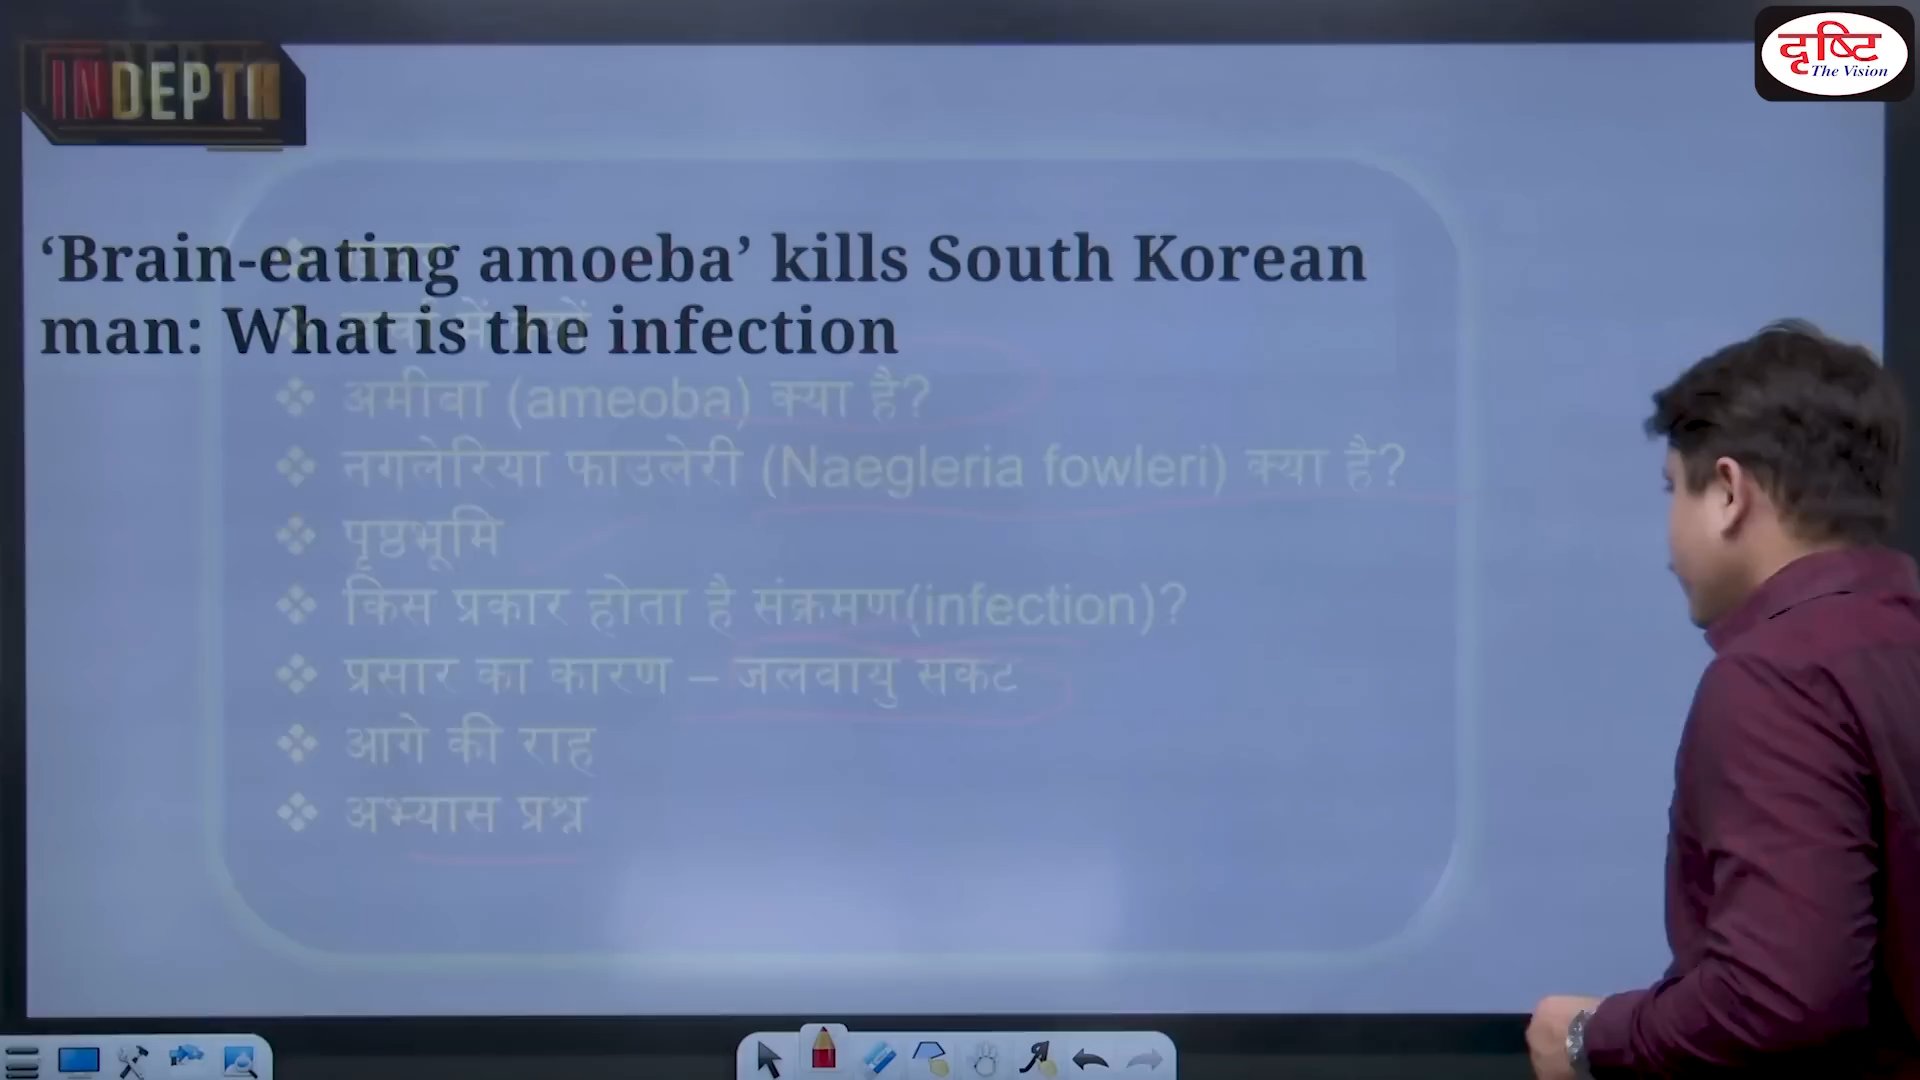 INDEPTH
दृष्टि
The Vision
‘Brain-eating amoeba’ kills South Korean
man: What is the infection
में क्यों
अमीवा (ameoba) क्या है?
नगलेरिया फाउलेरी (Naegleria fowleri) क्या है?
पृष्ठभूमि
किस प्रकार होता है संक्रमण(infection)?
प्रसार का कारण – जलवायु सकट
आगे की राह
अभ्यास प्रश्न